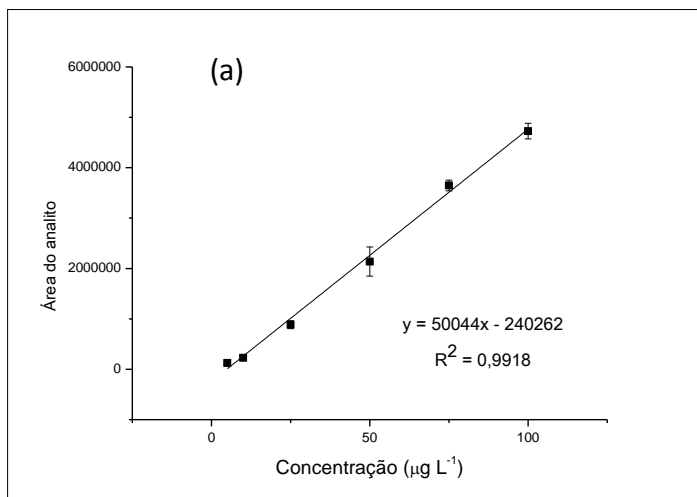 (a)
6000000
4000000
2000000
0
Área do analito
y = 50044x - 240262
R² = 0,9918
0
50
100
Concentração (μg L⁻¹)